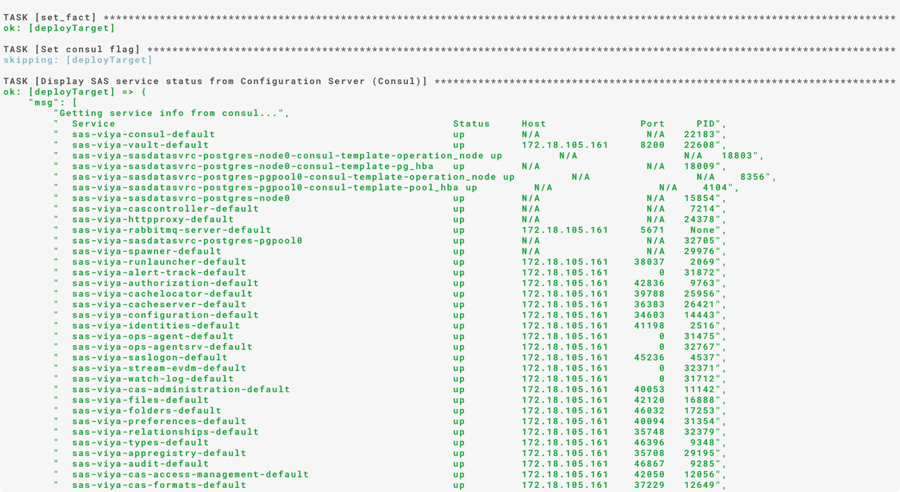 TASK [set_fact] ****************************************************************************************************
ok: [deployTarget]
TASK [Set consul flag] *********************************************************************************************
skipping: [deployTarget]
TASK [Display SAS service status from Configuration Server (Consul)] ***********************************************
ok: [deployTarget] => {
"msg": [
"Getting service info from consul...",
" Service Status Host Port PID",
" sas-viya-consul-default up N/A N/A 22183",
" sas-viya-vault-default up 172.18.105.161 8200 22608",
" sas-viya-sasdatasvrc-postgres-node0-consul-template-operation_node up N/A N/A 18803",
" sas-viya-sasdatasvrc-postgres-node0-consul-template-pg_hba up N/A N/A 18009",
" sas-viya-sasdatasvrc-postgres-pgpool0-consul-template-operation_node up N/A N/A 8356",
" sas-viya-sasdatasvrc-postgres-pgpool0-consul-template-pool_hba up N/A N/A 4104",
" sas-viya-sasdatasvrc-postgres-node0 up N/A N/A 15854",
" sas-viya-cascontroller-default up N/A N/A 7214",
" sas-viya-httpproxy-default up N/A N/A 24378",
" sas-viya-rabbitmq-server-default up 172.18.105.161 5671 None",
" sas-viya-sasdatasvrc-postgres-pgpool0 up N/A N/A 32705",
" sas-viya-spawner-default up N/A N/A 29976",
" sas-viya-runlauncher-default up 172.18.105.161 38037 2069",
" sas-viya-alert-track-default up 172.18.105.161 0 31872",
" sas-viya-authorization-default up 172.18.105.161 42836 9763",
" sas-viya-cachelocator-default up 172.18.105.161 39788 25956",
" sas-viya-cacheserver-default up 172.18.105.161 36383 26421",
" sas-viya-configuration-default up 172.18.105.161 34603 14443",
" sas-viya-identities-default up 172.18.105.161 41198 2516",
" sas-viya-ops-agent-default up 172.18.105.161 0 31475",
" sas-viya-ops-agentsrv-default up 172.18.105.161 0 32767",
" sas-viya-saslogon-default up 172.18.105.161 45236 4537",
" sas-viya-stream-evdm-default up 172.18.105.161 0 32371",
" sas-viya-watch-log-default up 172.18.105.161 0 31712",
" sas-viya-cas-administration-default up 172.18.105.161 40053 11142",
" sas-viya-files-default up 172.18.105.161 42120 16888",
" sas-viya-folders-default up 172.18.105.161 46032 17253",
" sas-viya-preferences-default up 172.18.105.161 40094 31354",
" sas-viya-relationships-default up 172.18.105.161 35748 32379",
" sas-viya-types-default up 172.18.105.161 46396 9348",
" sas-viya-appregistry-default up 172.18.105.161 35708 29195",
" sas-viya-audit-default up 172.18.105.161 46867 9285",
" sas-viya-cas-access-management-default up 172.18.105.161 42050 12056",
" sas-viya-cas-formats-default up 172.18.105.161 37229 12649",